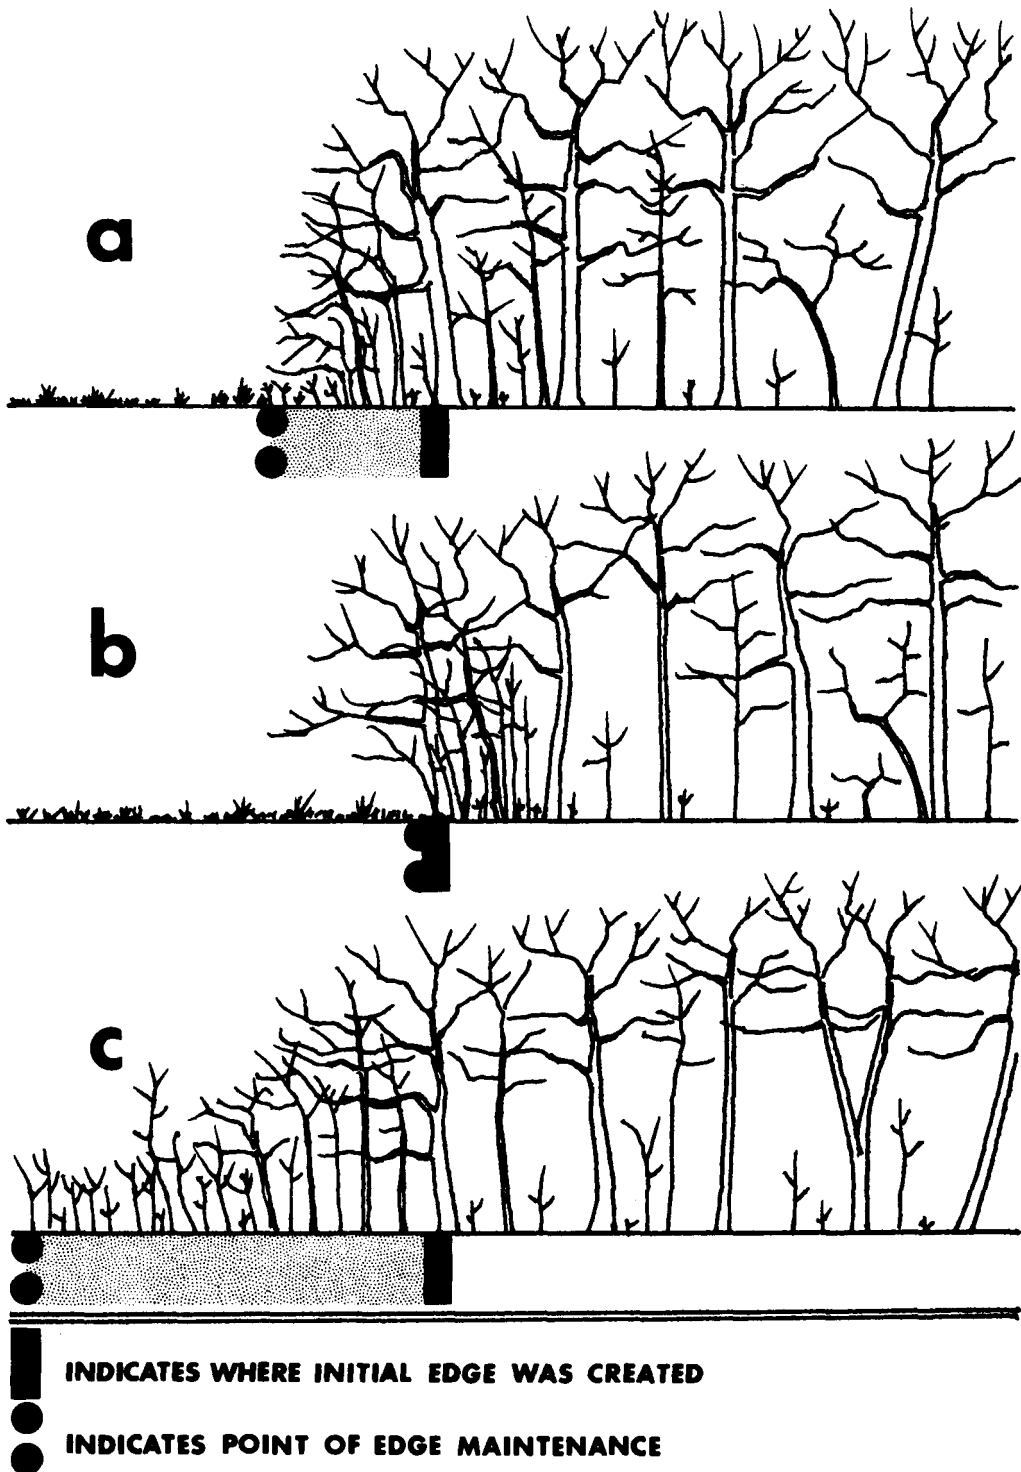 a
b
c
INDICATES WHERE INITIAL EDGE WAS CREATED
INDICATES POINT OF EDGE MAINTENANCE